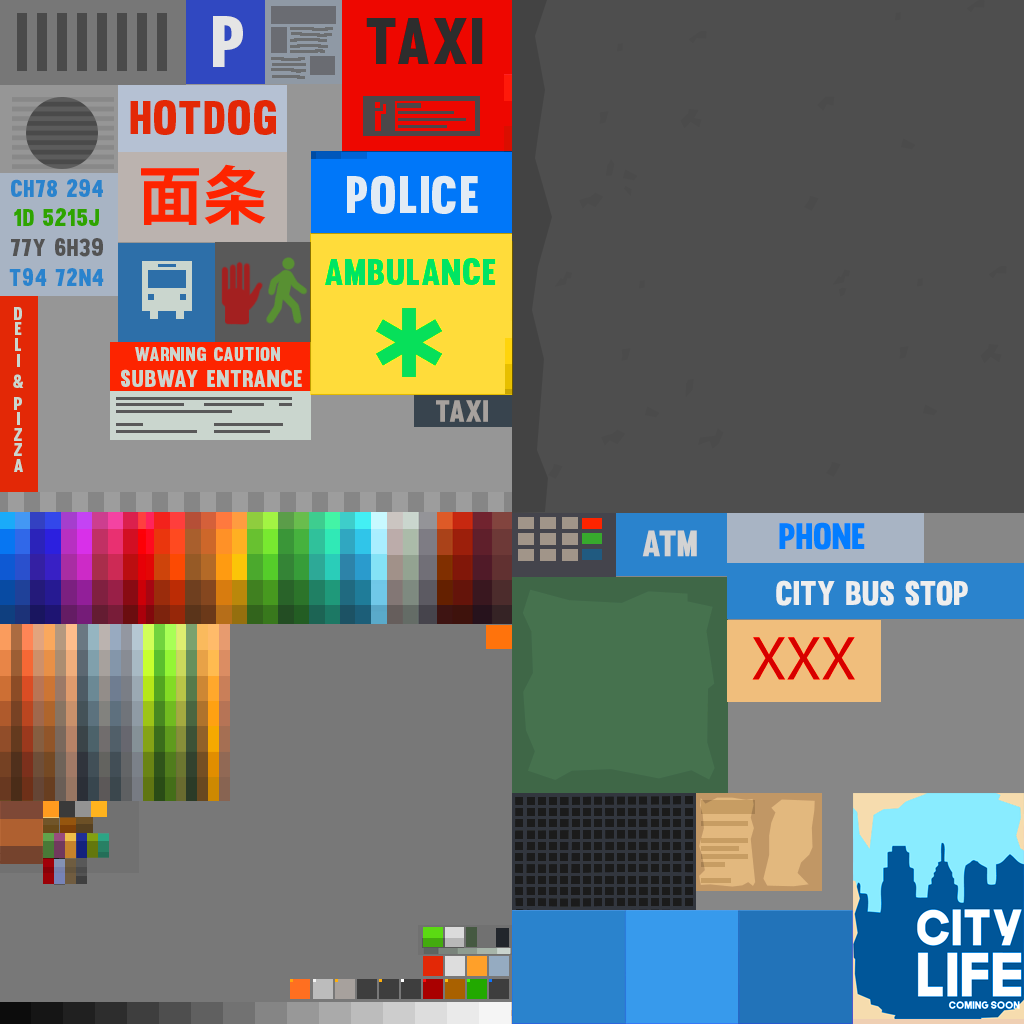 P
TAXI
HOTDOG
面条
CH78 294
1D 5215J
77Y 6H39
T94 72N4
POLICE
AMBULANCE
WARNING CAUTION
SUBWAY ENTRANCE
TAXI
DELI & PIZZA
ATM
PHONE
CITY BUS STOP
XXX
CITY
LIFE
COMING SOON